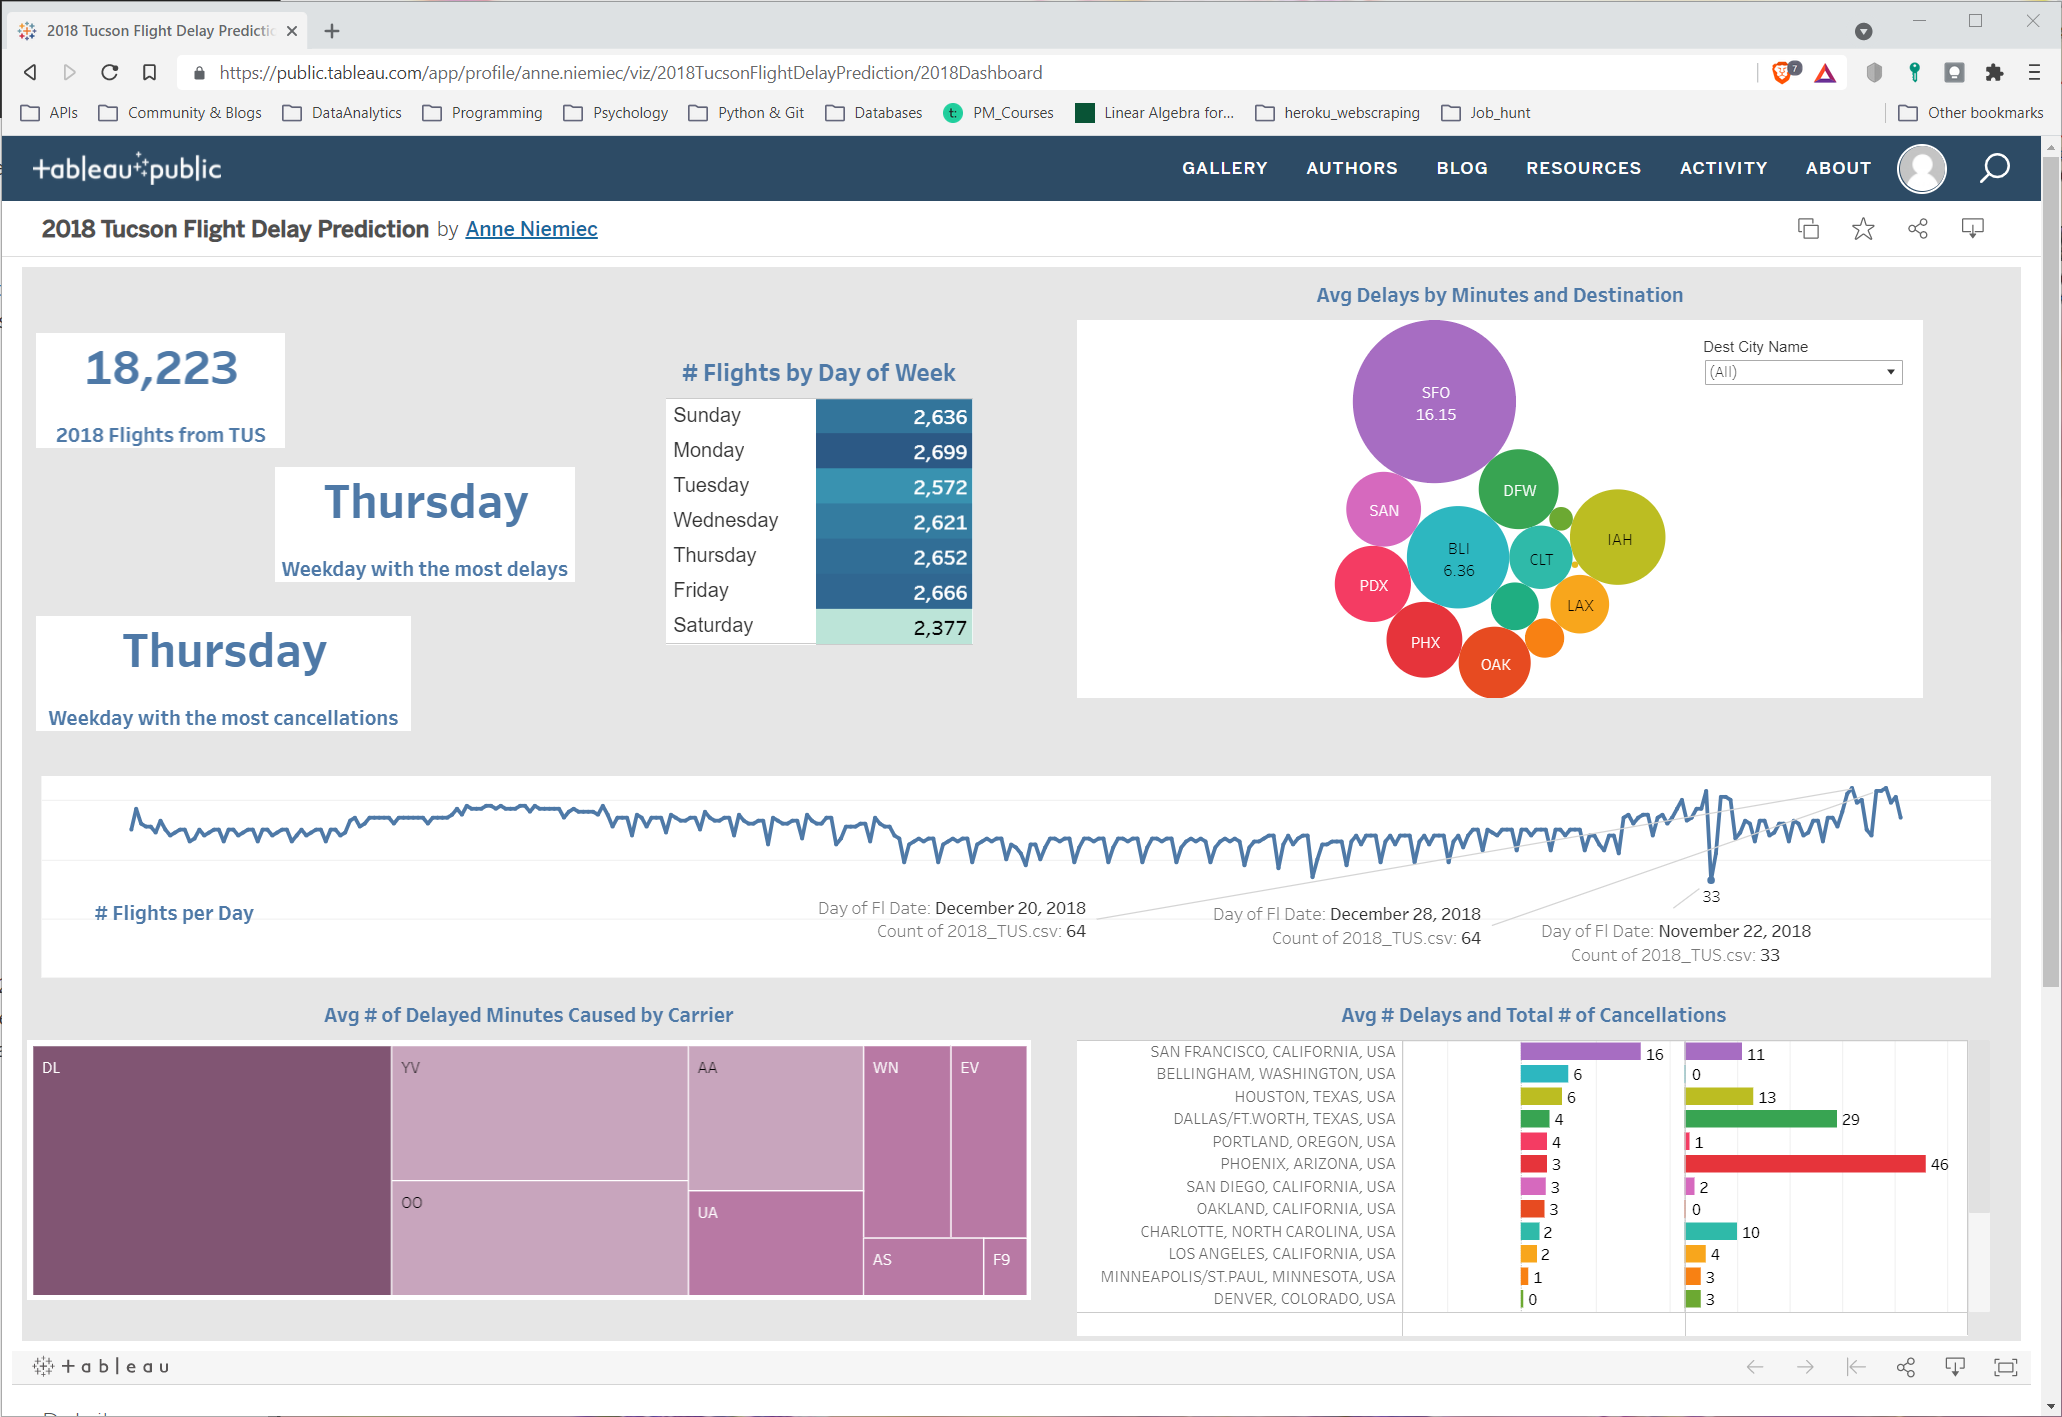 2018 Tucson Flight Delay Predictic
https://public.tableau.com/app/profile/anne.niemiec/viz/2018TucsonFlightDelayPrediction/2018Dashboard
7
APIs Community & Blogs DataAnalytics Programming Psychology Python & Git Databases t: PM_Courses Linear Algebra for... heroku_webscraping Job_hunt Other bookmarks
+ableau public
GALLERY AUTHORS BLOG RESOURCES ACTIVITY ABOUT
2018 Tucson Flight Delay Prediction by Anne Niemiec
18,223
2018 Flights from TUS
Thursday
Weekday with the most delays
Thursday
Weekday with the most cancellations
# Flights by Day of Week
Sunday 2,636
Monday 2,699
Tuesday 2,572
Wednesday 2,621
Thursday 2,652
Friday 2,666
Saturday 2,377
Avg Delays by Minutes and Destination
Dest City Name
(All)
SFO
16.15
DFW
SAN
IAH
BLI
6.36
CLT
PDX
LAX
PHX
OAK
# Flights per Day
Day of Fl Date: December 20, 2018
Count of 2018_TUS.csv: 64
Day of Fl Date: December 28, 2018
Count of 2018_TUS.csv: 64
33
Day of Fl Date: November 22, 2018
Count of 2018_TUS.csv: 33
Avg # of Delayed Minutes Caused by Carrier
DL
YV
AA
WN
EV
OO
UA
AS
F9
Avg # Delays and Total # of Cancellations
SAN FRANCISCO, CALIFORNIA, USA 16 11
BELLINGHAM, WASHINGTON, USA 6 0
HOUSTON, TEXAS, USA 6 13
DALLAS/FT.WORTH, TEXAS, USA 4 29
PORTLAND, OREGON, USA 4 1
PHOENIX, ARIZONA, USA 3 46
SAN DIEGO, CALIFORNIA, USA 3 2
OAKLAND, CALIFORNIA, USA 3 0
CHARLOTTE, NORTH CAROLINA, USA 2 10
LOS ANGELES, CALIFORNIA, USA 2 4
MINNEAPOLIS/ST.PAUL, MINNESOTA, USA 1 3
DENVER, COLORADO, USA 0 3
+ a b l e a u